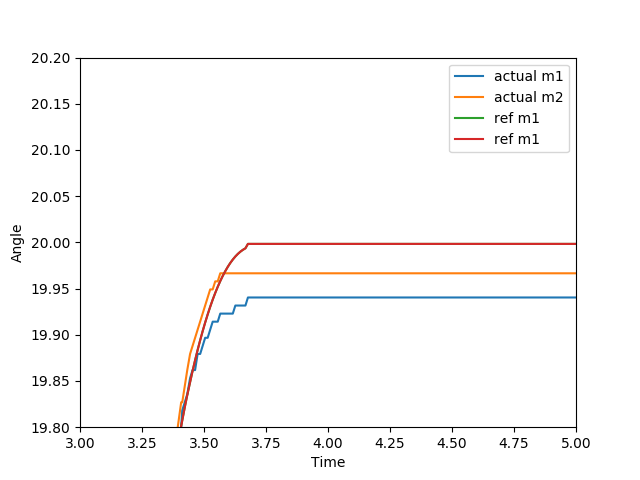 20.20
20.15
20.10
20.05
20.00
19.95
19.90
19.85
19.80
Angle
3.00 3.25 3.50 3.75 4.00 4.25 4.50 4.75 5.00
Time
actual m1
actual m2
ref m1
ref m1